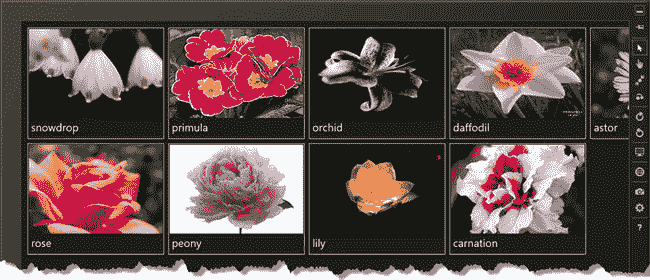 snowdrop
primula
orchid
daffodil
astor
rose
peony
lily
carnation